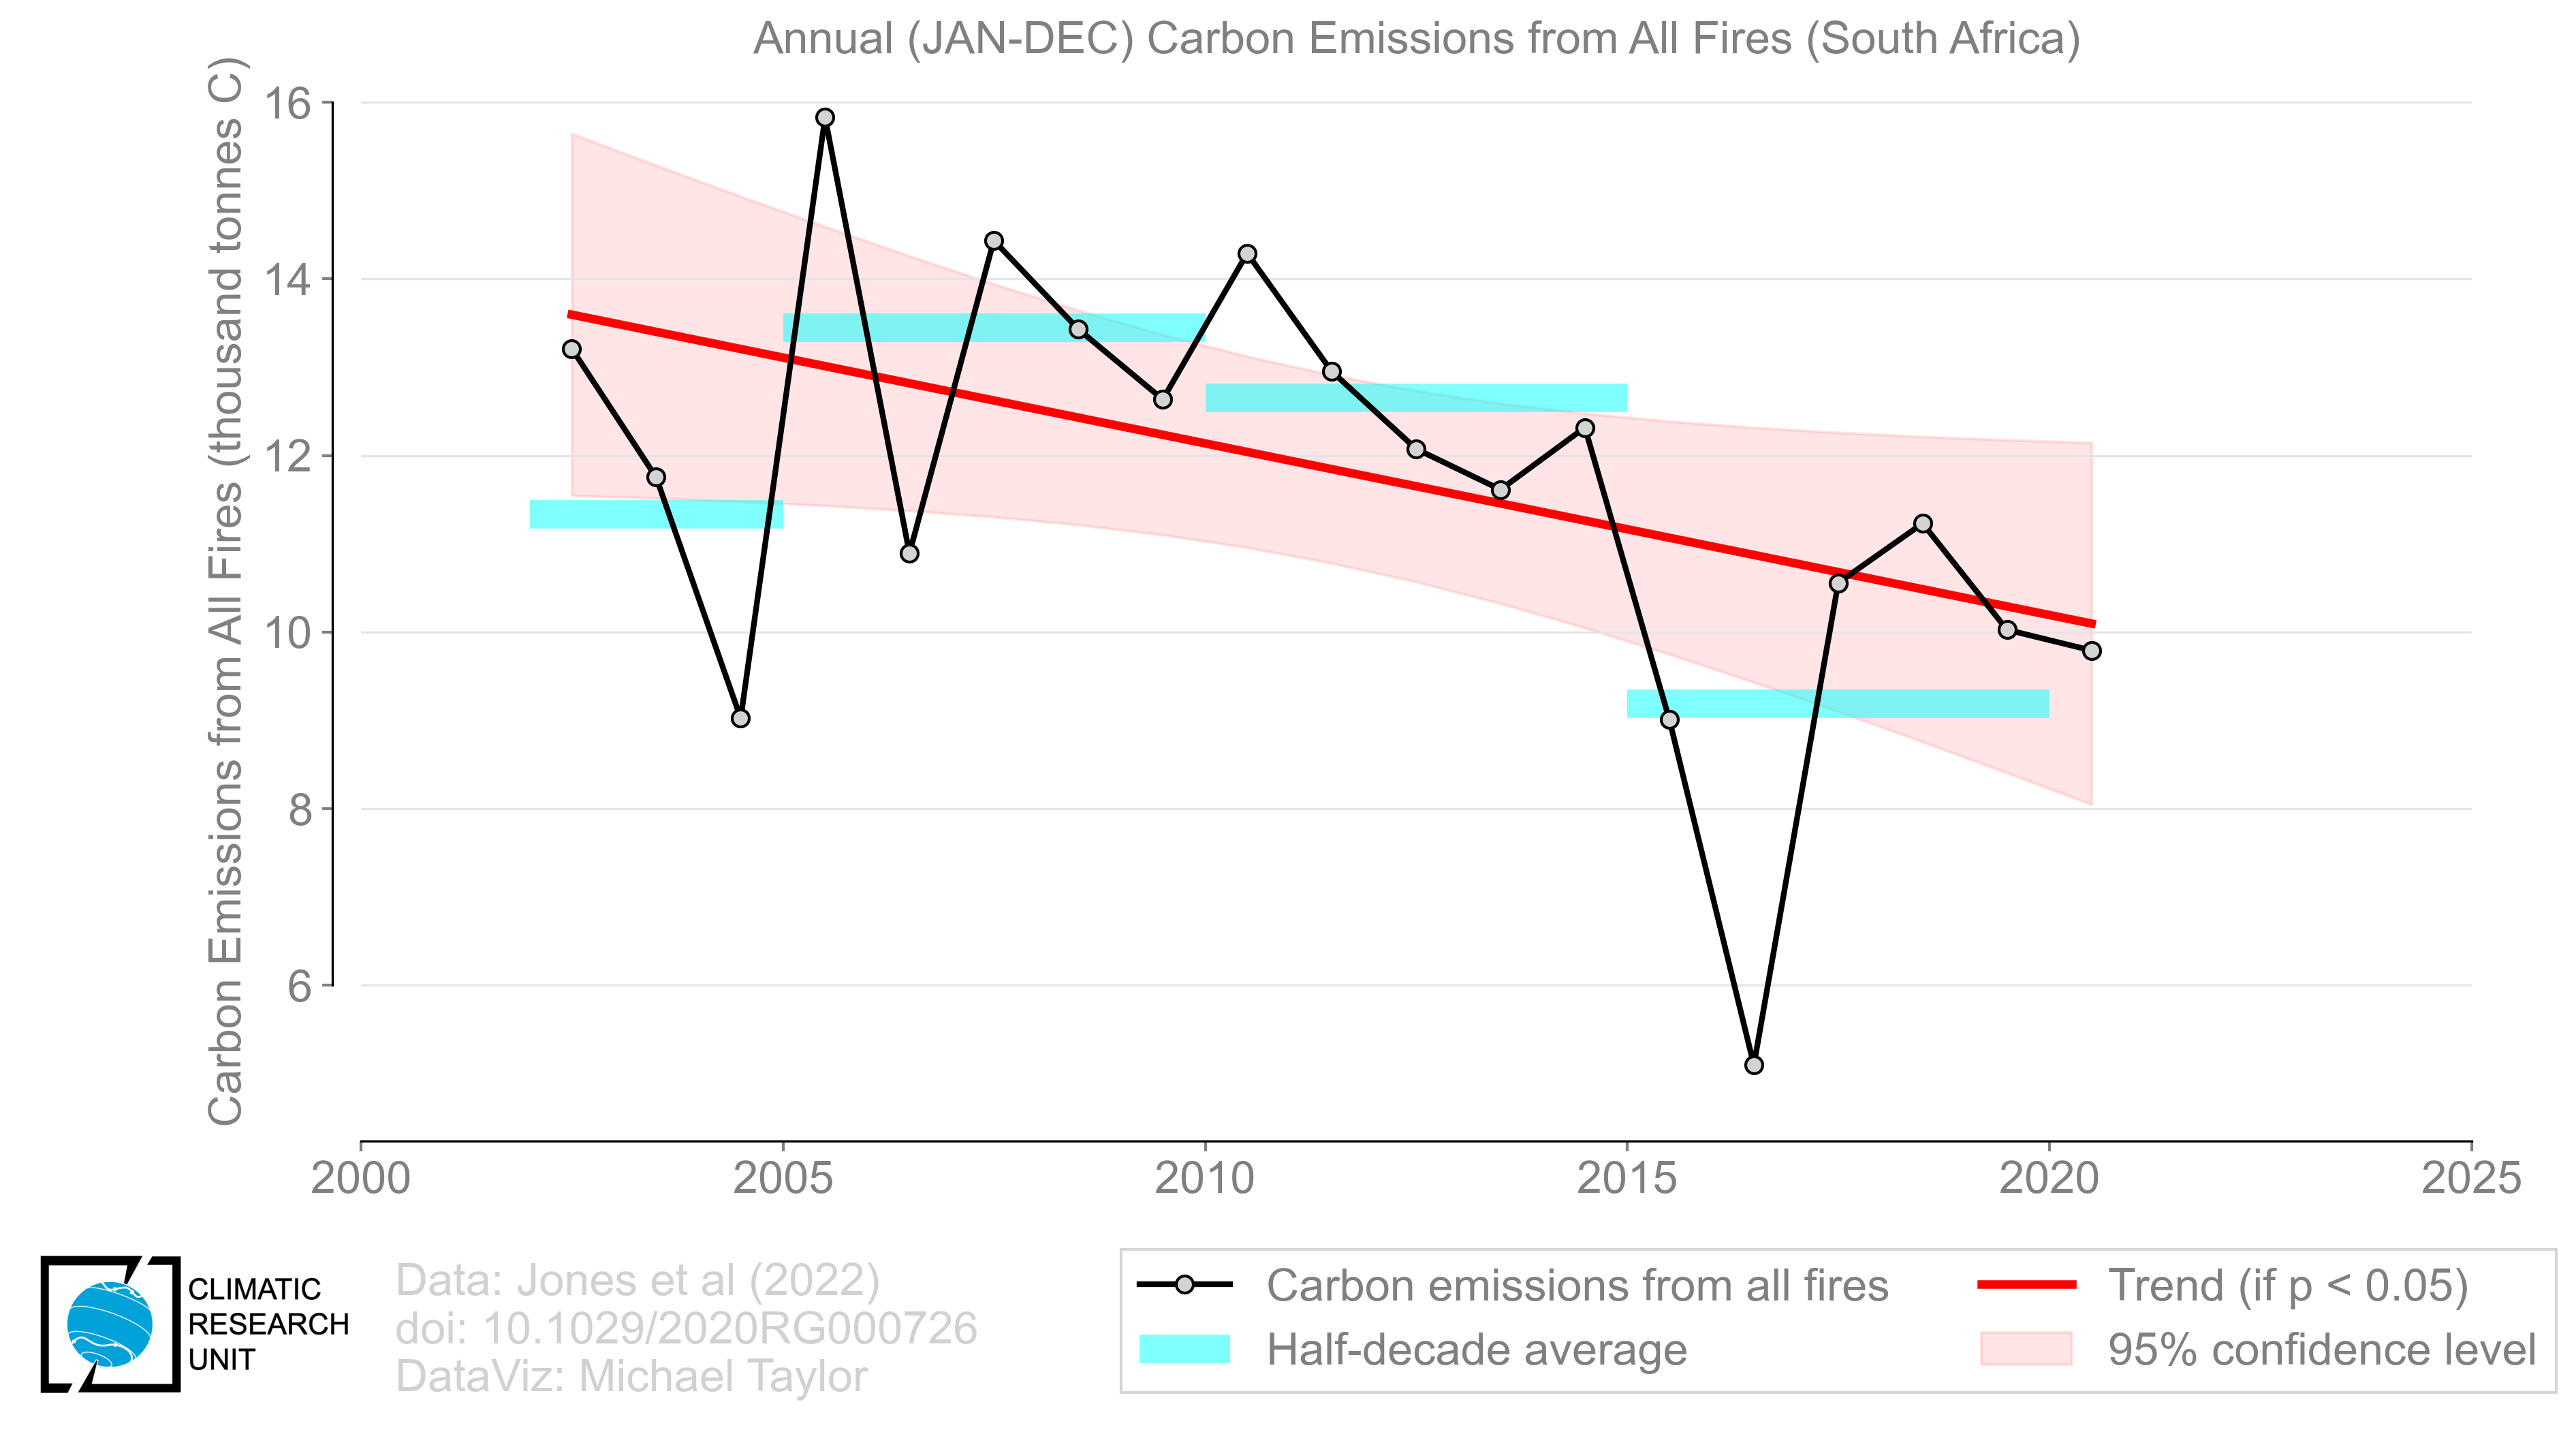 Annual (JAN-DEC) Carbon Emissions from All Fires (South Africa)
Carbon Emissions from All Fires (thousand tonnes C)
16
14
12
10
8
6
2000 2005 2010 2015 2020 2025
CLIMATIC
RESEARCH
UNIT
Data: Jones et al (2022)
doi: 10.1029/2020RG000726
DataViz: Michael Taylor
Carbon emissions from all fires
Half-decade average
Trend (if p < 0.05)
95% confidence level